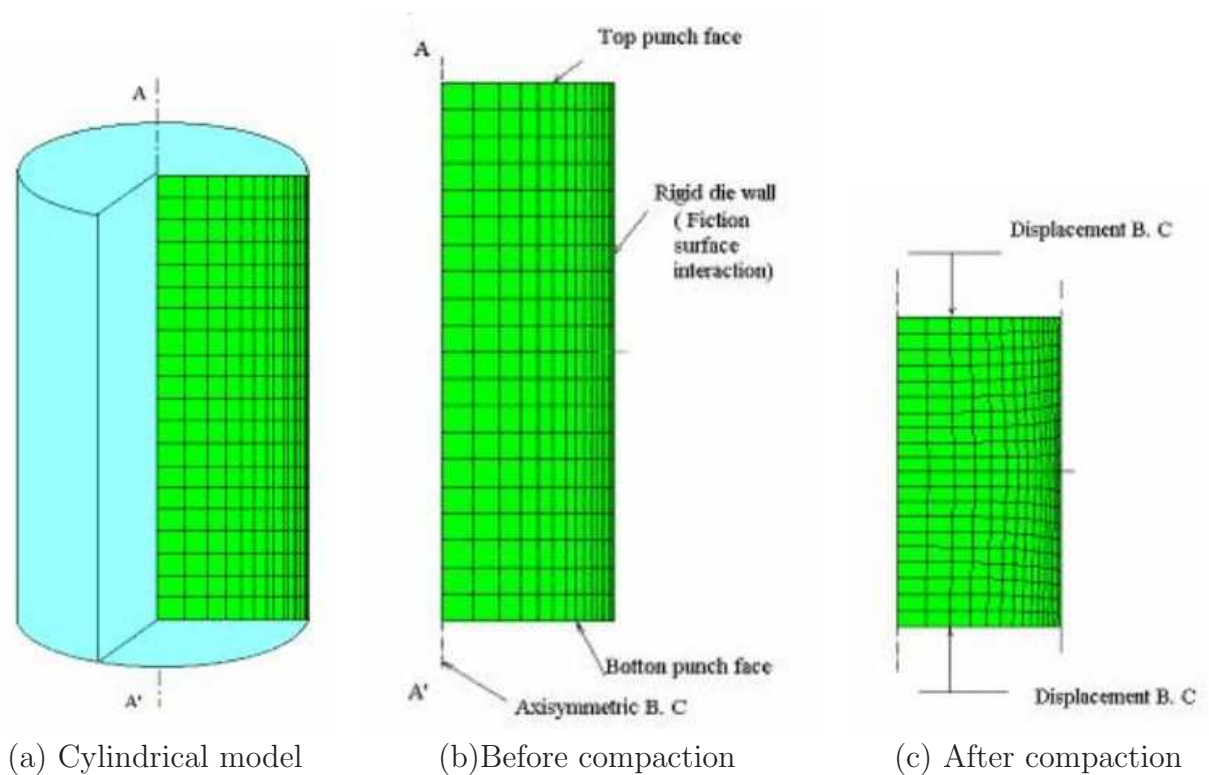 A
A'
(a) Cylindrical model
A
Top punch face
Rigid die wall
( Fiction
surface
interaction)
Botton punch face
A'
Axisymmetric B. C
(b)Before compaction
Displacement B. C
Displacement B. C
(c) After compaction